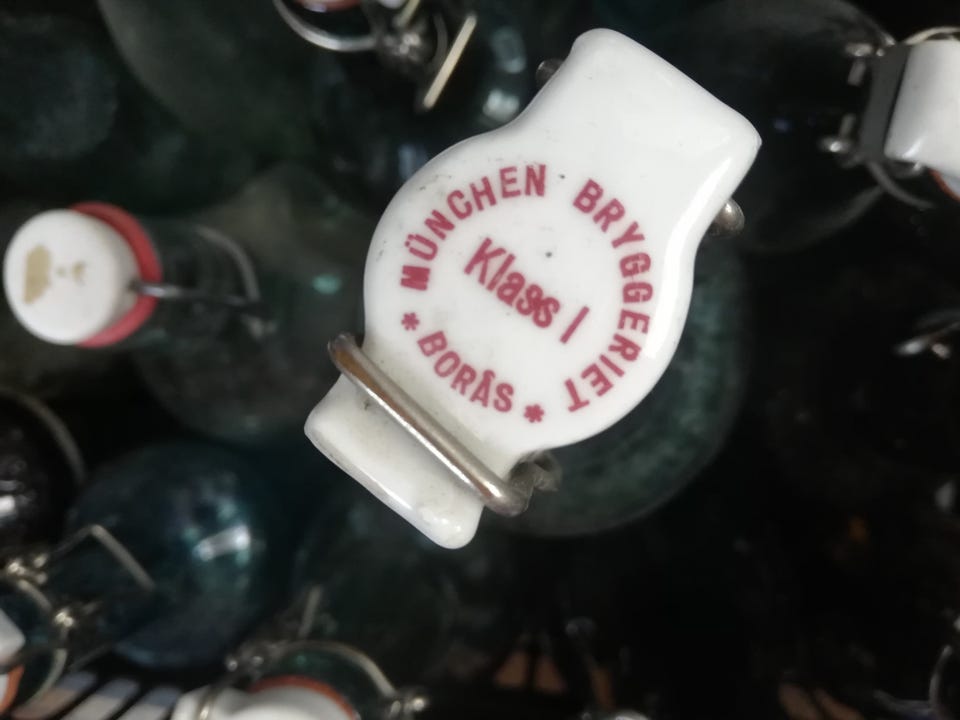 MÜNCHEN BRYGGERIET
Klass I
* BORÅS *